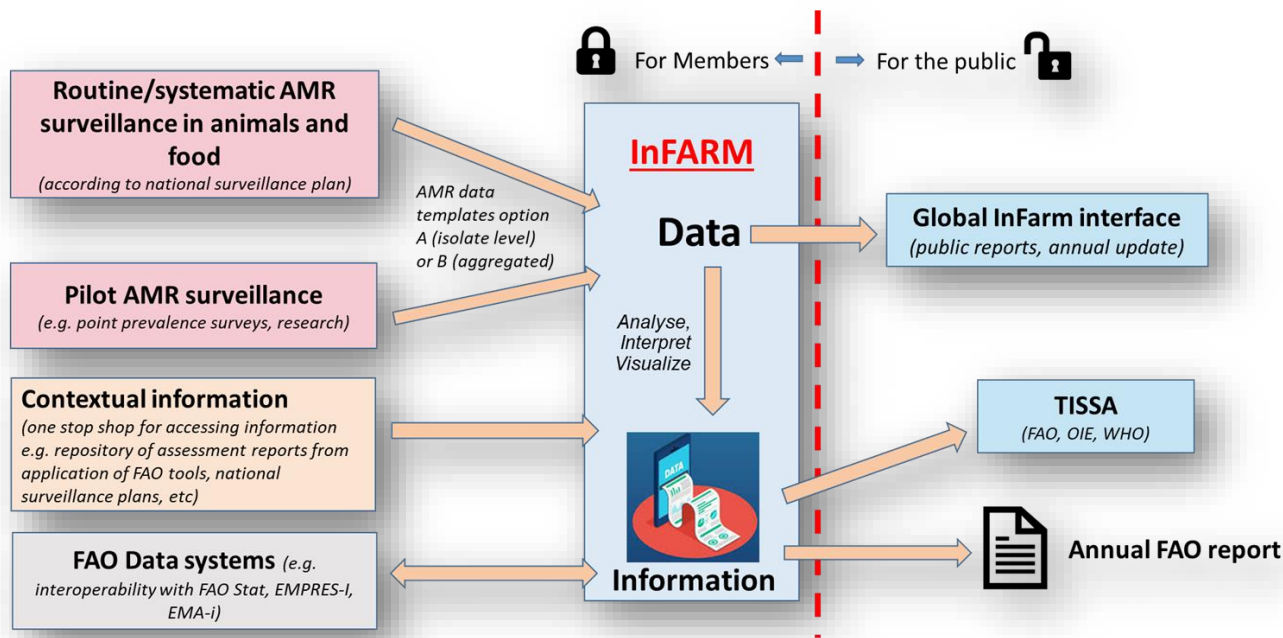 For Members
For the public
Routine/systematic AMR
surveillance in animals and
food
(according to national surveillance plan)
AMR data
templates option
A (isolate level)
or B (aggregated)
Pilot AMR surveillance
(e.g. point prevalence surveys, research)
Contextual information
(one stop shop for accessing information
e.g. repository of assessment reports from
application of FAO tools, national
surveillance plans, etc)
FAO Data systems (e.g.
interoperability with FAO Stat, EMPRES-I,
EMA-i)
InFARM
Data
Analyse,
Interpret
Visualize
DATA
Information
Global InFarm interface
(public reports, annual update)
TISSA
(FAO, OIE, WHO)
Annual FAO report